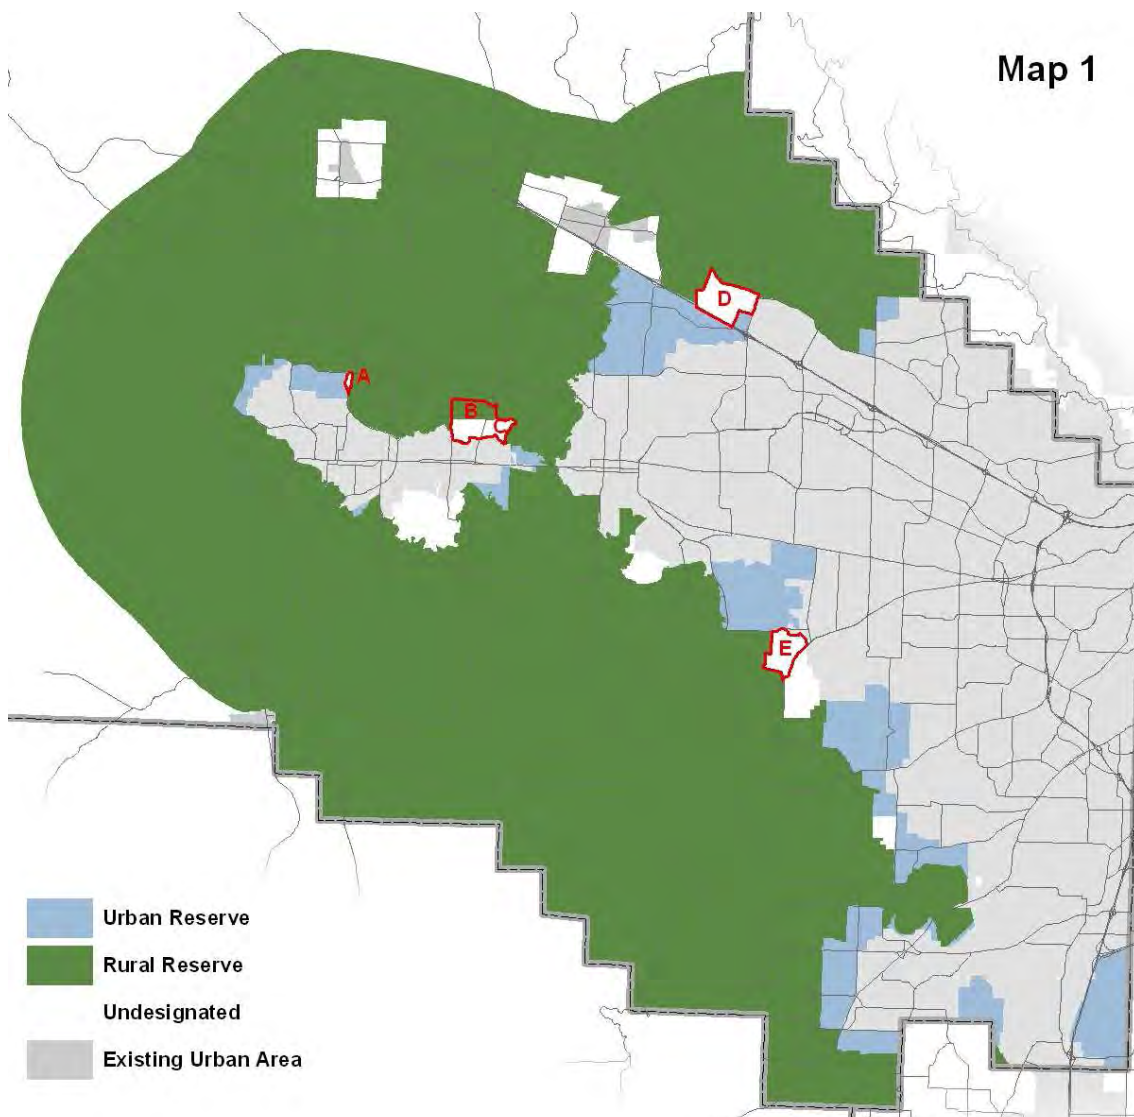 Map 1
D
A
B
C
E
Urban Reserve
Rural Reserve
Undesignated
Existing Urban Area